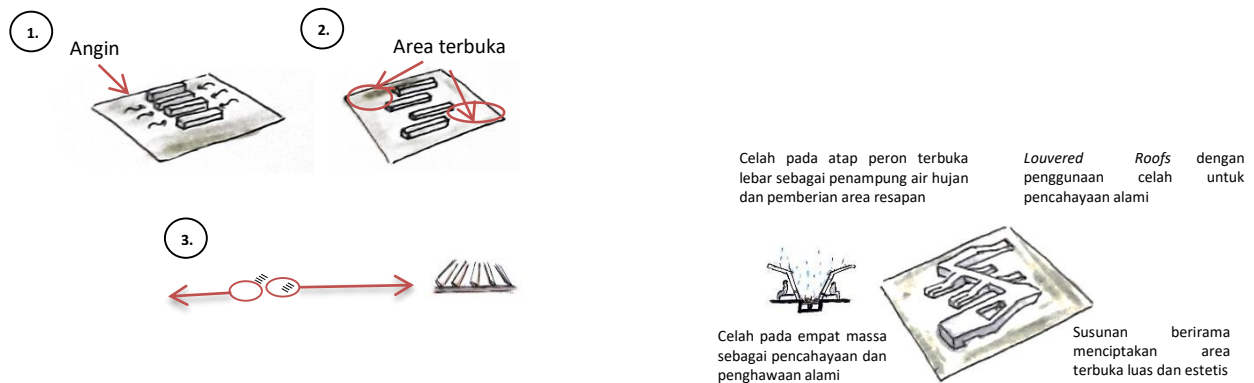 1.
Angin
2.
Area terbuka
3.
Celah pada atap peron terbuka
lebar sebagai penampung air hujan
dan pemberian area resapan
Louvered Roofs dengan
penggunaan celah untuk
pencahayaan alami
Celah pada empat massa
sebagai pencahayaan dan
penghawaan alami
Susunan berirama
menciptakan area
terbuka luas dan estetis